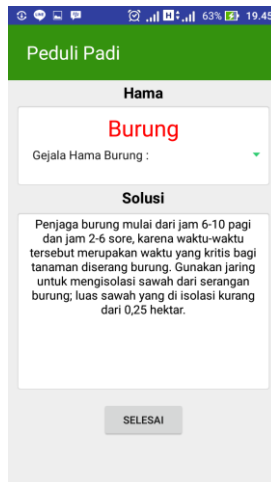 63% 19.45
Peduli Padi
Hama
Burung
Gejala Hama Burung :
Solusi
Penjaga burung mulai dari jam 6-10 pagi
dan jam 2-6 sore, karena waktu-waktu
tersebut merupakan waktu yang kritis bagi
tanaman diserang burung. Gunakan jaring
untuk mengisolasi sawah dari serangan
burung; luas sawah yang di isolasi kurang
dari 0,25 hektar.
SELESAI